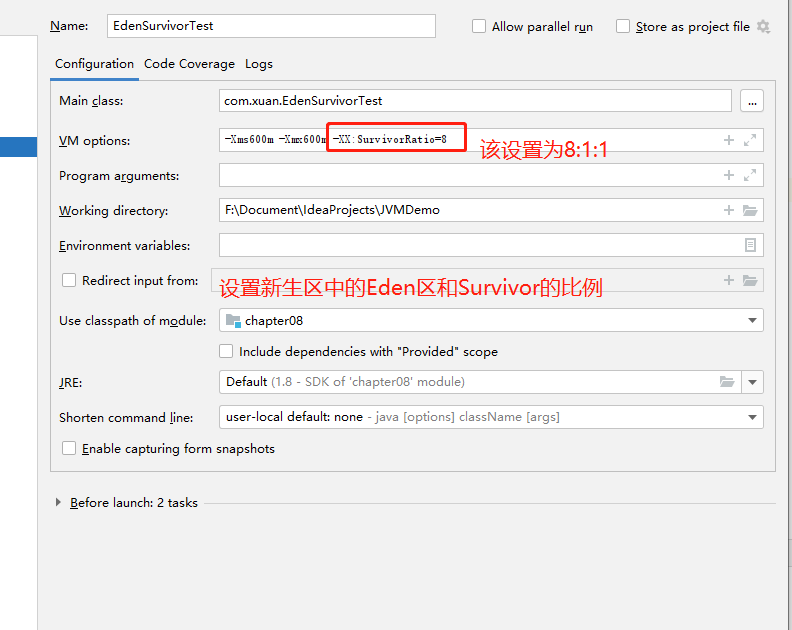 Name: EdenSurvivorTest Allow parallel run Store as project file
Configuration Code Coverage Logs
Main class: com.xuan.EdenSurvivorTest ...
VM options: -Xms600m -Xmx600m -XX:SurvivorRatio=8 该设置为8:1:1
Program arguments:
Working directory: F:\Document\IdeaProjects\JVMDemo
Environment variables:
Redirect input from: 设置新生区中的Eden区和Survivor的比例
Use classpath of module: chapter08
Include dependencies with "Provided" scope
JRE: Default (1.8 - SDK of 'chapter08' module)
Shorten command line: user-local default: none - java [options] className [args]
Enable capturing form snapshots
Before launch: 2 tasks